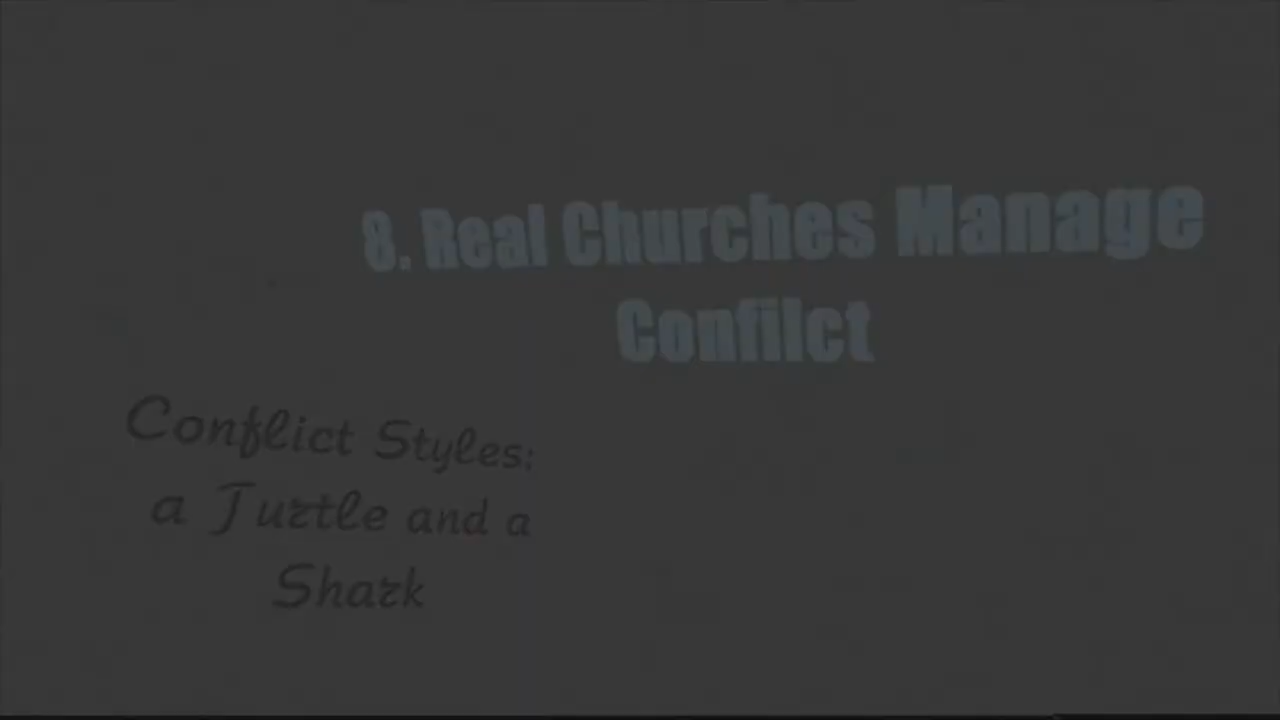 8. Real Churches Manage
Confilct
Conflict Styles:
a Turtle and a
Shark